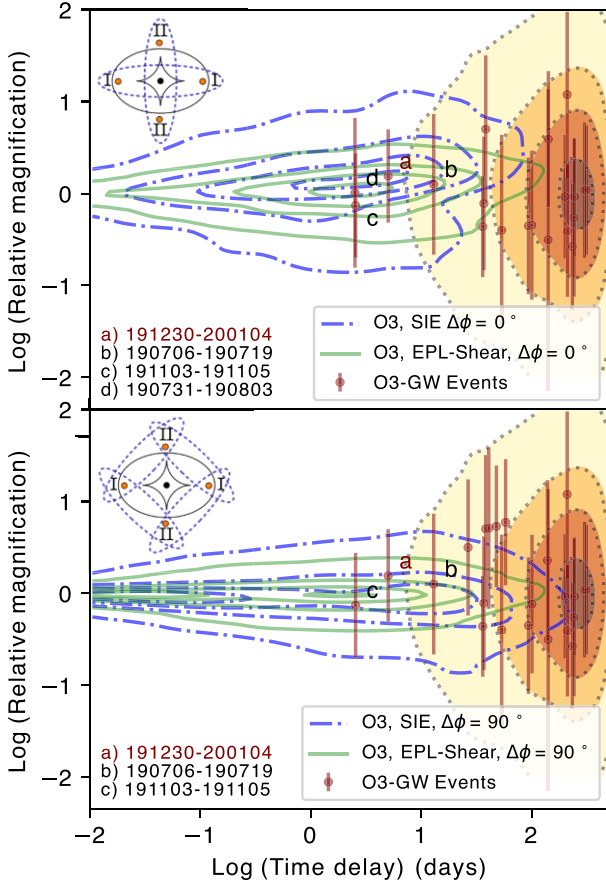 II
I
I
II
a
b
d
c
2
1
0
−1
−2
Log (Relative magnification)
a) 191230-200104
b) 190706-190719
c) 191103-191105
d) 190731-190803
O3, SIE Δϕ = 0 °
O3, EPL-Shear, Δϕ = 0 °
O3-GW Events
II
I
I
II
a
b
c
2
1
0
−1
−2
Log (Relative magnification)
a) 191230-200104
b) 190706-190719
c) 191103-191105
O3, SIE, Δϕ = 90 °
O3, EPL-Shear, Δϕ = 90 °
O3-GW Events
−2
−1
0
1
2
Log (Time delay) (days)